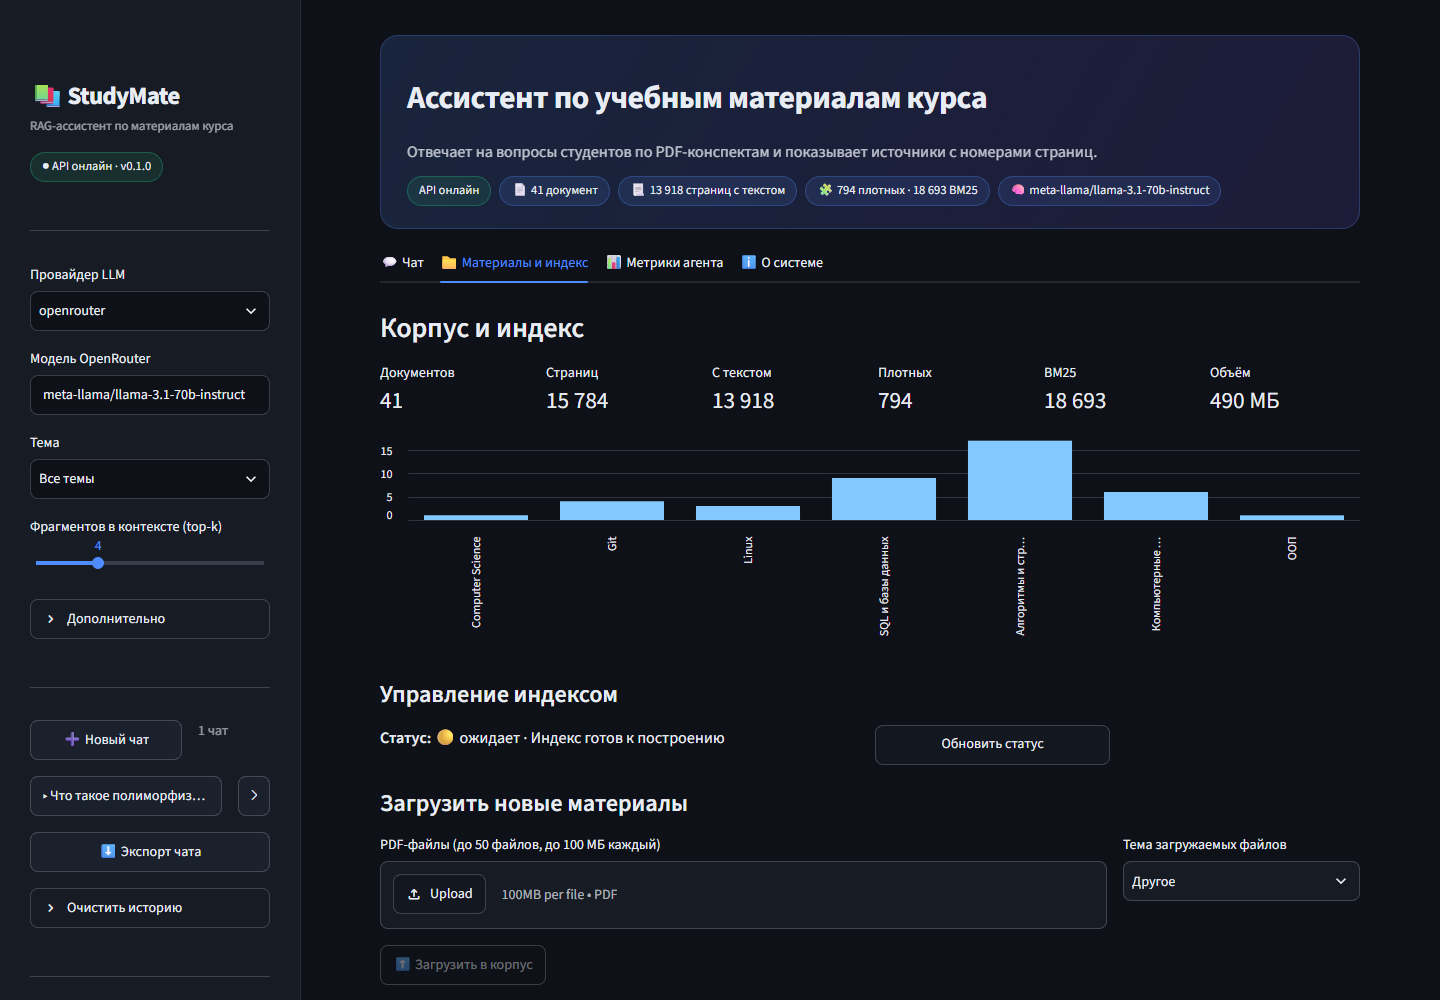 StudyMate
RAG-ассистент по материалам курса
API онлайн · v0.1.0
Провайдер LLM
openrouter
Модель OpenRouter
meta-llama/llama-3.1-70b-instruct
Тема
Все темы
Фрагментов в контексте (top-k)
4
Дополнительно
Новый чат
1 чат
Что такое полиморфиз…
Экспорт чата
Очистить историю
Ассистент по учебным материалам курса
Отвечает на вопросы студентов по PDF-конспектам и показывает источники с номерами страниц.
API онлайн
41 документ
13 918 страниц с текстом
794 плотных · 18 693 BM25
meta-llama/llama-3.1-70b-instruct
Чат
Материалы и индекс
Метрики агента
О системе
Корпус и индекс
Документов
Страниц
С текстом
Плотных
BM25
Объём
41
15 784
13 918
794
18 693
490 МБ
15
10
5
0
Computer Science
Git
Linux
SQL и базы данных
Алгоритмы и стр…
Компьютерные …
ООП
Управление индексом
Статус: ожидает · Индекс готов к построению
Обновить статус
Загрузить новые материалы
PDF-файлы (до 50 файлов, до 100 МБ каждый)
Тема загружаемых файлов
Upload
100MB per file • PDF
Другое
Загрузить в корпус